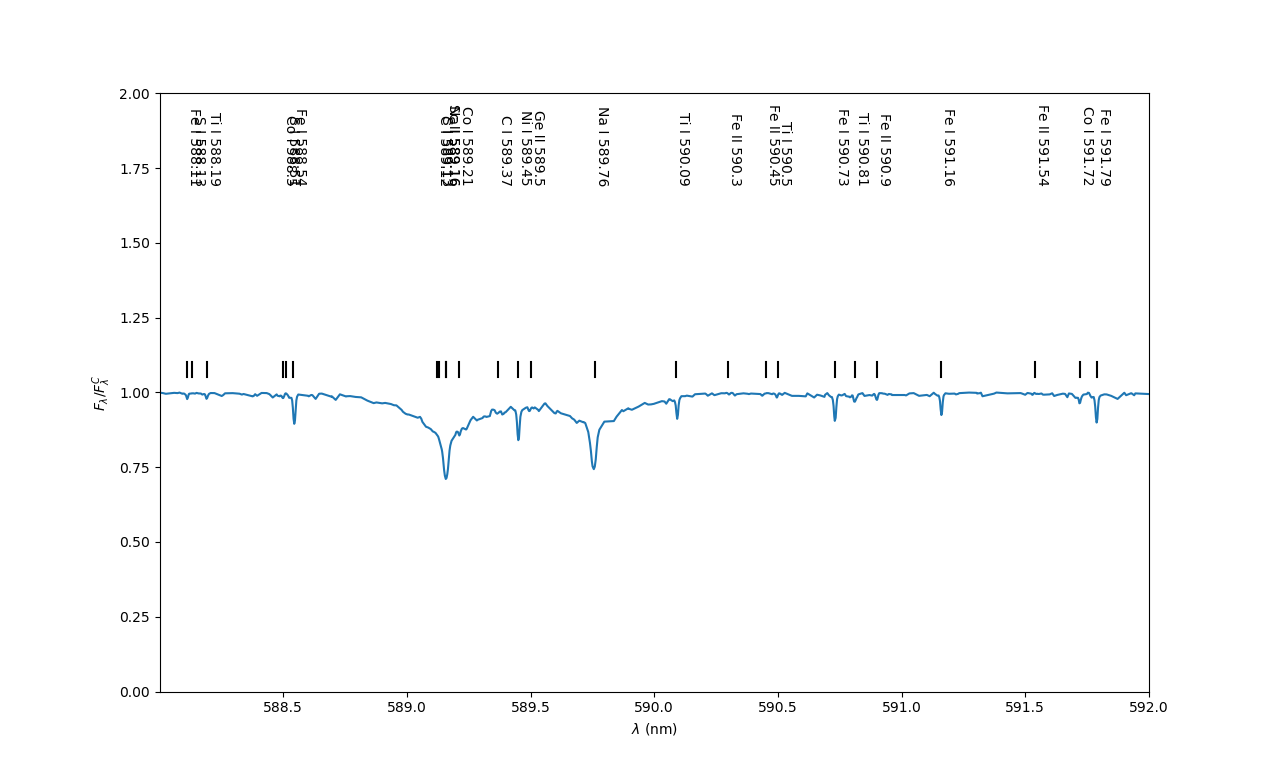 2.00
1.75
1.50
1.25
1.00
0.75
0.50
0.25
0.00
Fλ/FλC
Ti I 588.19
Fe I 588.54
Co I 589.21
C I 589.37
Ni I 589.45
Ge II 589.5
Na I 589.76
Ti I 590.09
Fe II 590.3
Fe II 590.45
Ti I 590.5
Fe I 590.73
Ti I 590.81
Fe II 590.9
Fe I 591.16
Fe II 591.54
Co I 591.72
Fe I 591.79
588.5 589.0 589.5 590.0 590.5 591.0 591.5 592.0
λ (nm)